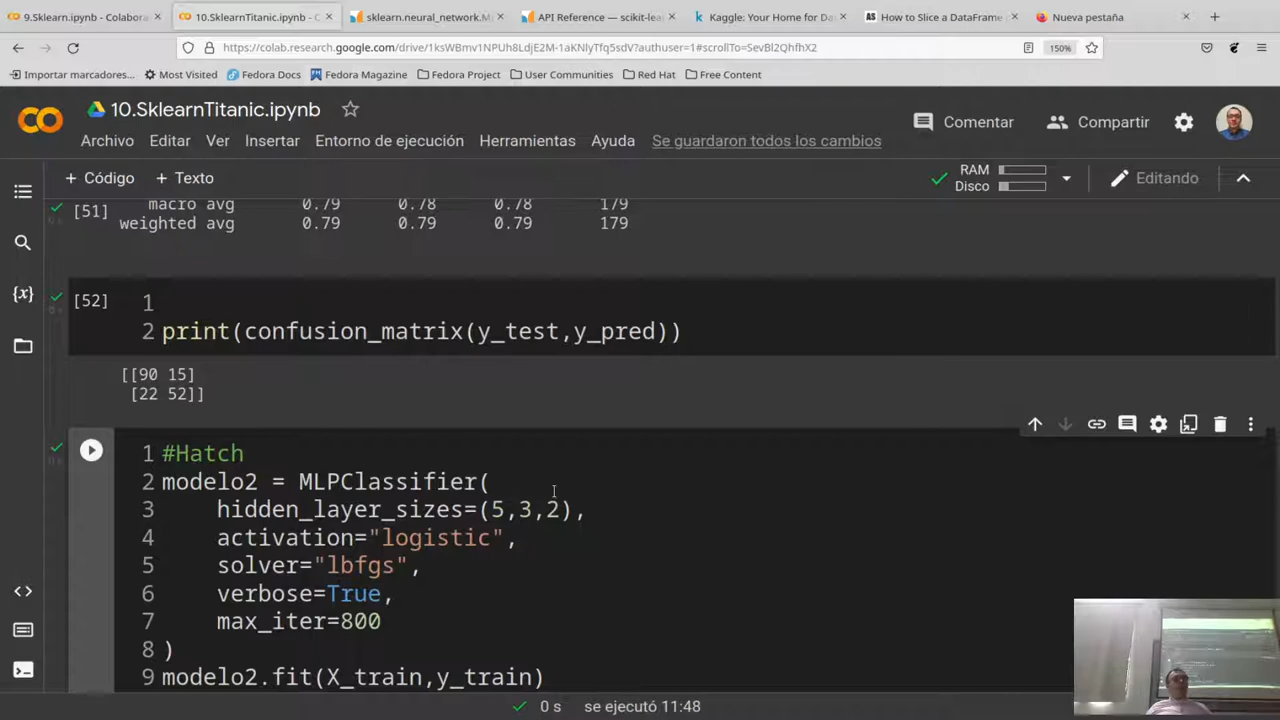 9.Sklearn.ipynb - Colabora
10.SklearnTitanic.ipynb - C
sklearn.neural_network.M
API Reference — scikit-lea
Kaggle: Your Home for Da
How to Slice a DataFrame
Nueva pestaña
https://colab.research.google.com/drive/1ksWBmv1NPUh8LdjE2M-1aKNlyTfq5sdV?authuser=1#scrollTo=SevBl2QhfhX2
150%
Importar marcadores...
Most Visited
Fedora Docs
Fedora Magazine
Fedora Project
User Communities
Red Hat
Free Content
10.SklearnTitanic.ipynb
Comentar
Compartir
Archivo
Editar
Ver
Insertar
Entorno de ejecución
Herramientas
Ayuda
Se guardaron todos los cambios
+ Código
+ Texto
RAM
Disco
Editando
[51]
macro avg 0.79 0.78 0.78 179
weighted avg 0.79 0.79 0.79 179
[52]
1
2 print(confusion_matrix(y_test,y_pred))
[[90 15]
[22 52]]
1 #Hatch
2 modelo2 = MLPClassifier(
3 hidden_layer_sizes=(5,3,2),
4 activation="logistic",
5 solver="lbfgs",
6 verbose=True,
7 max_iter=800
8 )
9 modelo2.fit(X_train,y_train)
0 s se ejecutó 11:48